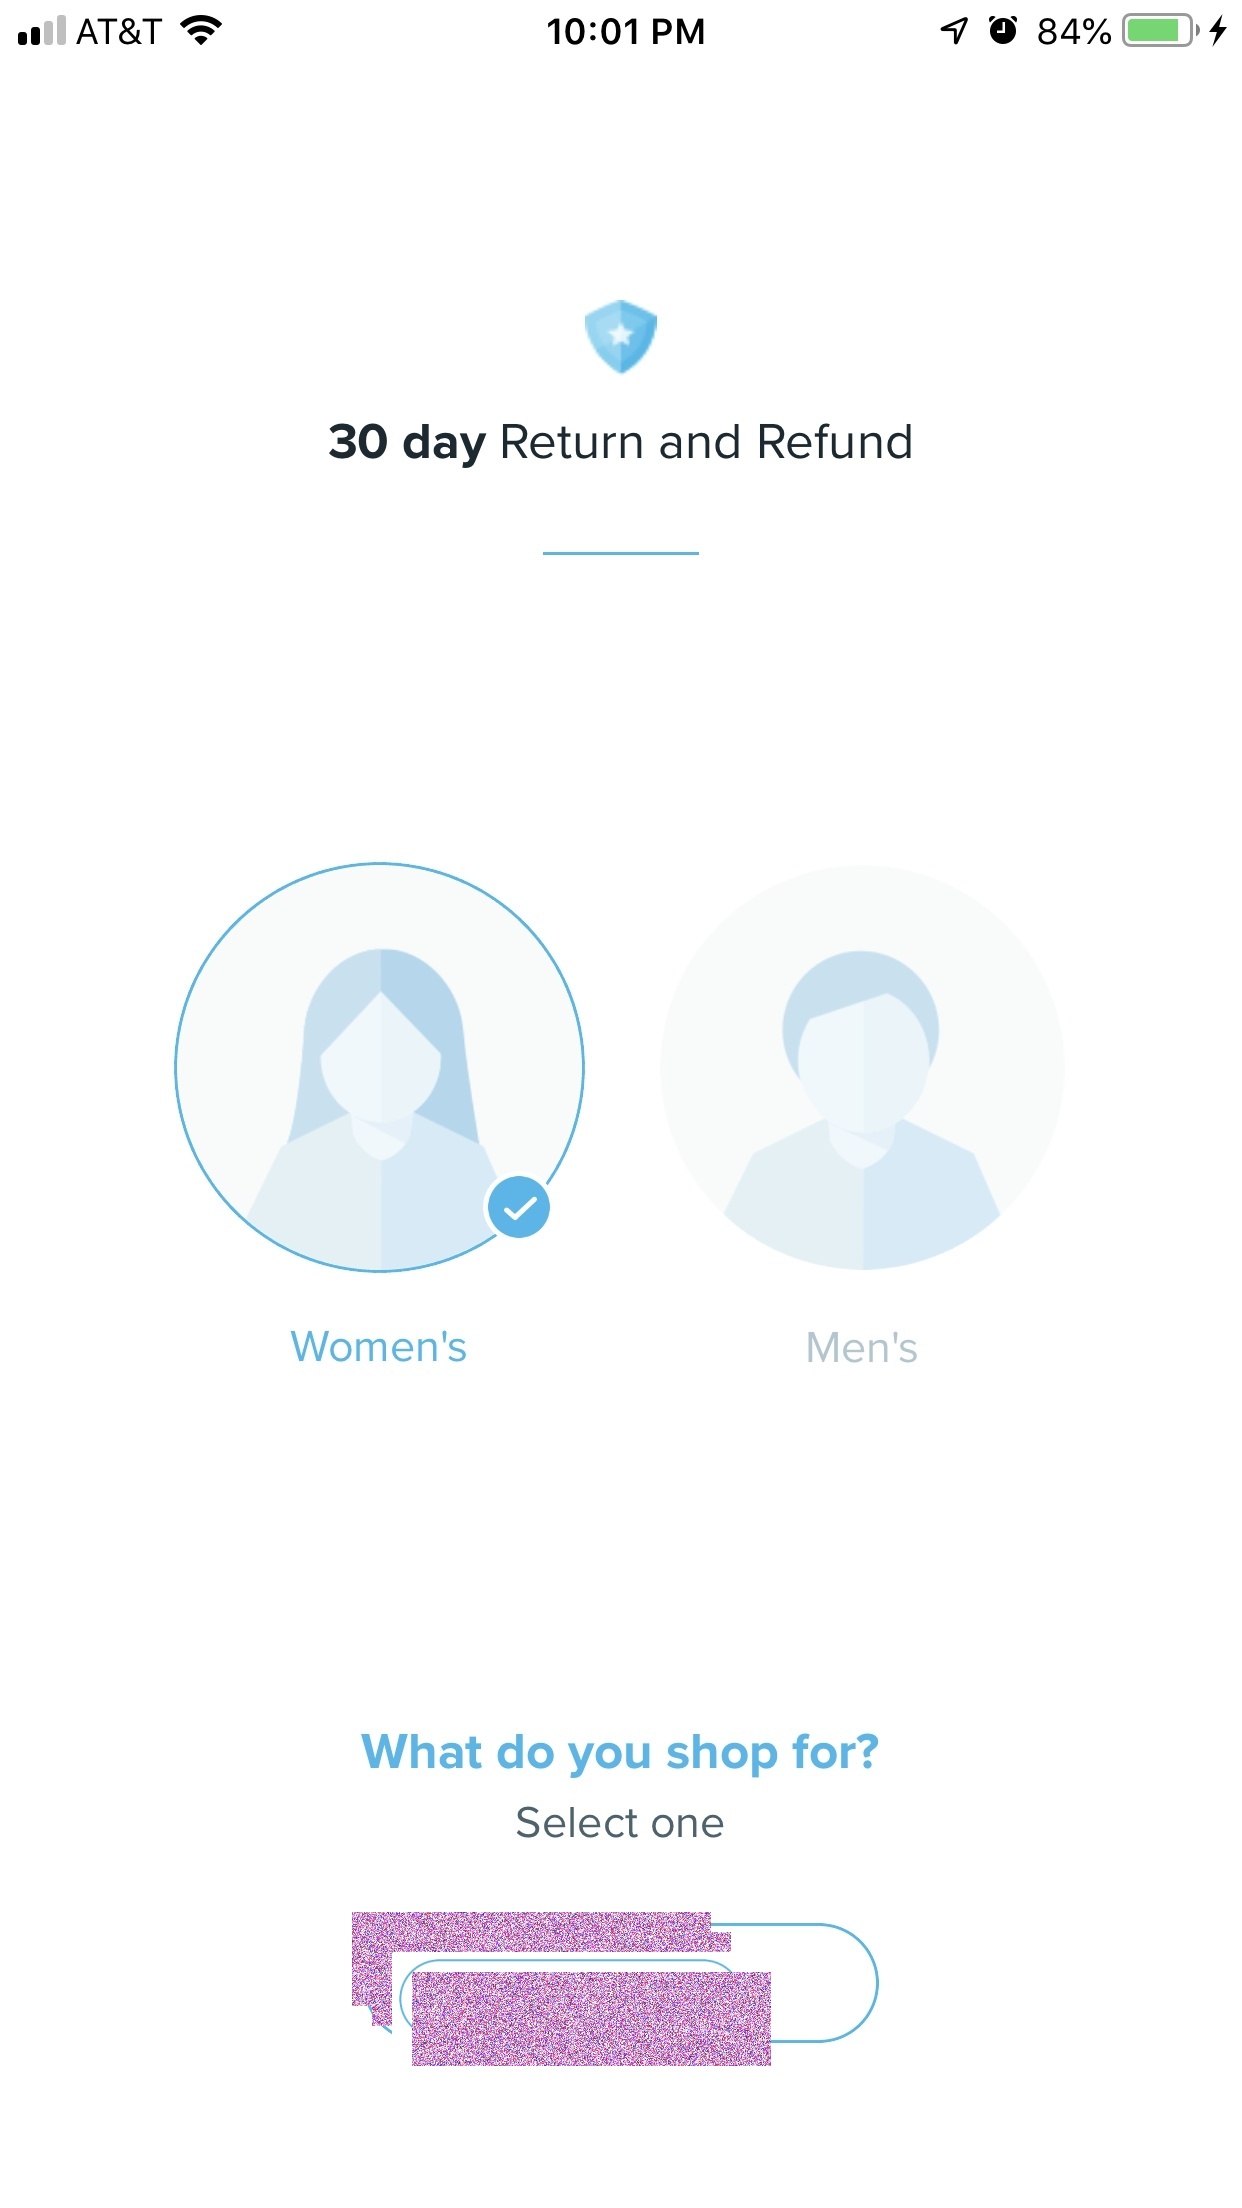 AT&T 10:01 PM 84%
30 day Return and Refund
Women's Men's
What do you shop for?
Select one